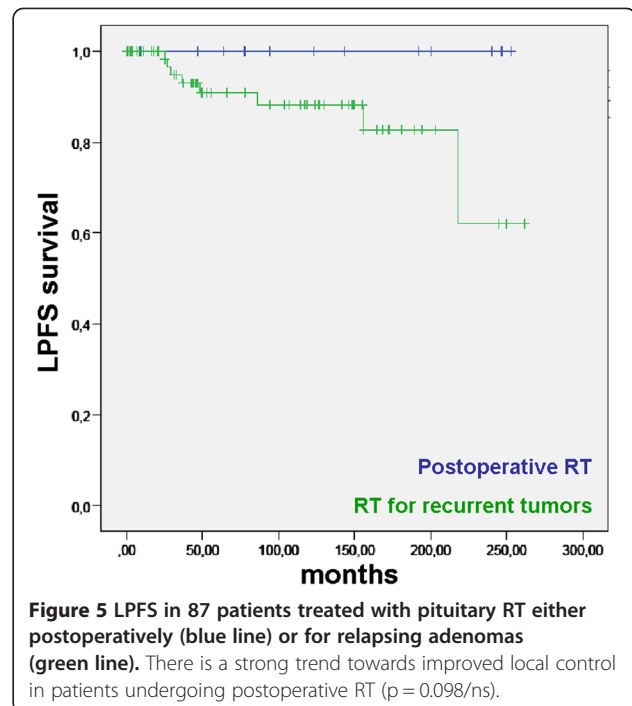 1,0
0,8
0,6
0,4
0,2
0,0
LPFS survival
Postoperative RT
RT for recurrent tumors
,00 50,00 100,00 150,00 200,00 250,00 300,00
months
Figure 5 LPFS in 87 patients treated with pituitary RT either
postoperatively (blue line) or for relapsing adenomas
(green line). There is a strong trend towards improved local control
in patients undergoing postoperative RT (p = 0.098/ns).